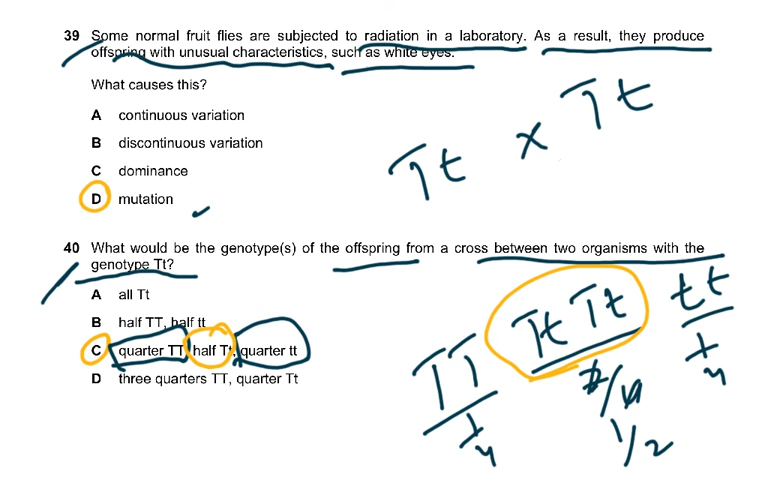 39 Some normal fruit flies are subjected to radiation in a laboratory. As a result, they produce
offspring with unusual characteristics, such as white eyes.
What causes this?
A continuous variation
B discontinuous variation
C dominance
D mutation
Tt x Tt
40 What would be the genotype(s) of the offspring from a cross between two organisms with the
genotype Tt?
A all Tt
B half TT, half tt
C quarter TT, half Tt, quarter tt
D three quarters TT, quarter Tt
TT Tt Tt tt
1/4 2/4 1/4
1/2